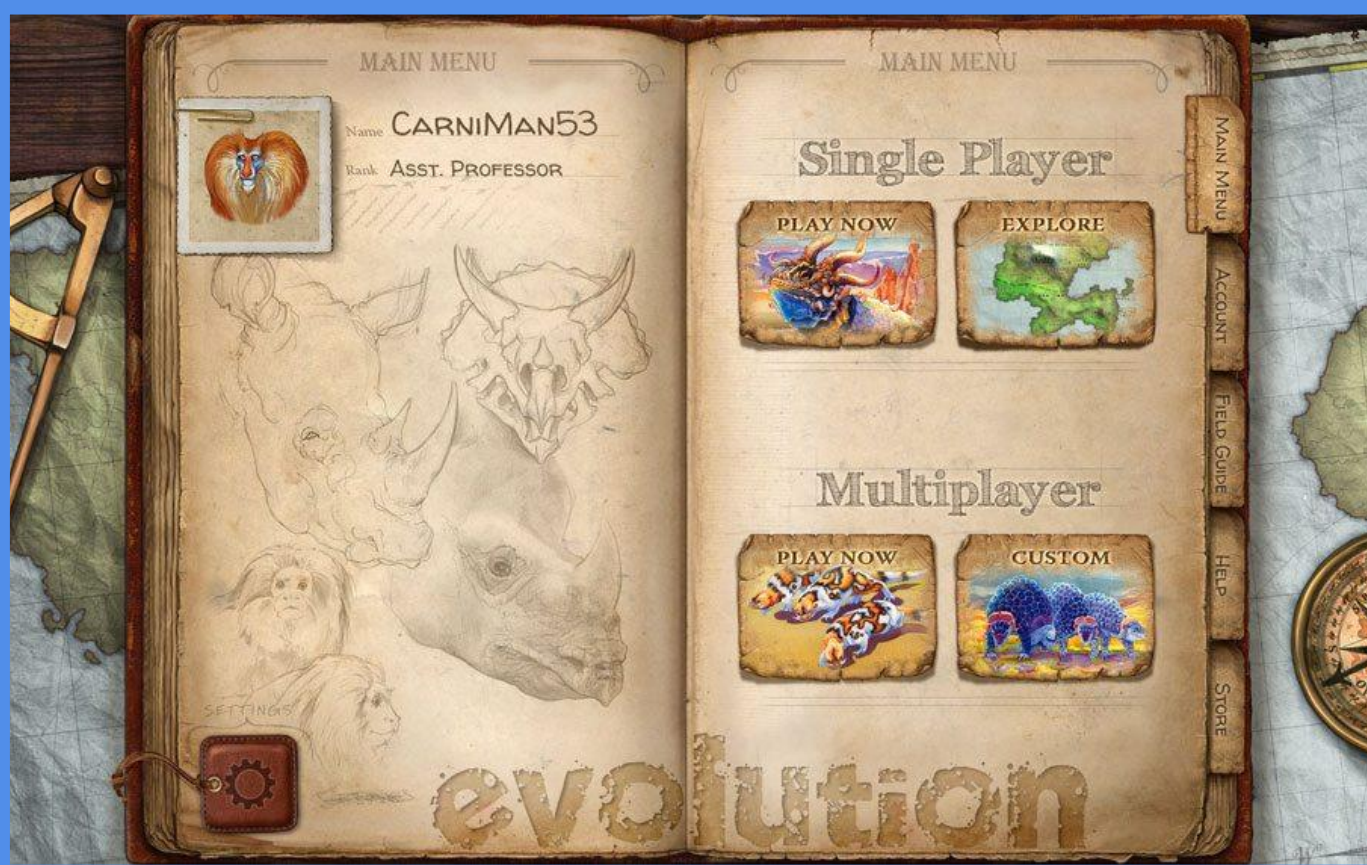 MAIN MENU
Name CARNIMAN53
Rank ASST. PROFESSOR
SETTINGS
MAIN MENU
Single Player
PLAY NOW
EXPLORE
Multiplayer
PLAY NOW
CUSTOM
evolution
MAIN MENU
ACCOUNT
FIELD GUIDE
HELP
STORE